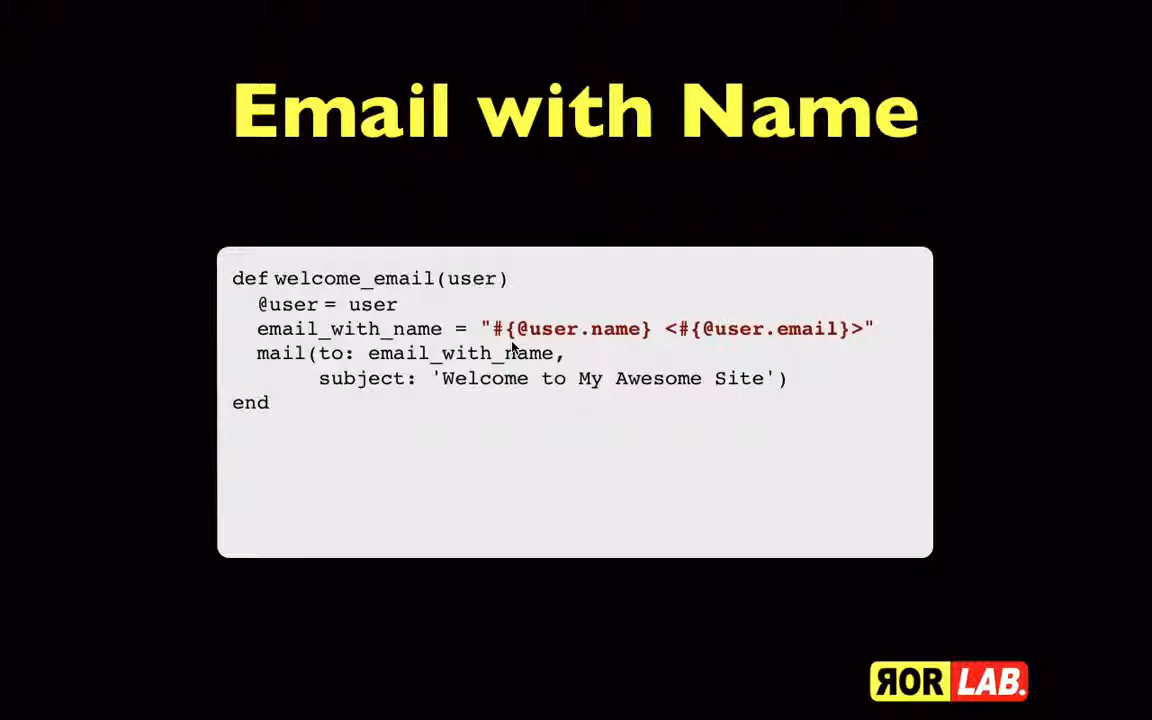 Email with Name
def welcome_email(user)
  @user = user
  email_with_name = "#{@user.name} <#{@user.email}>"
  mail(to: email_with_name,
       subject: 'Welcome to My Awesome Site')
end
ЯOR LAB.